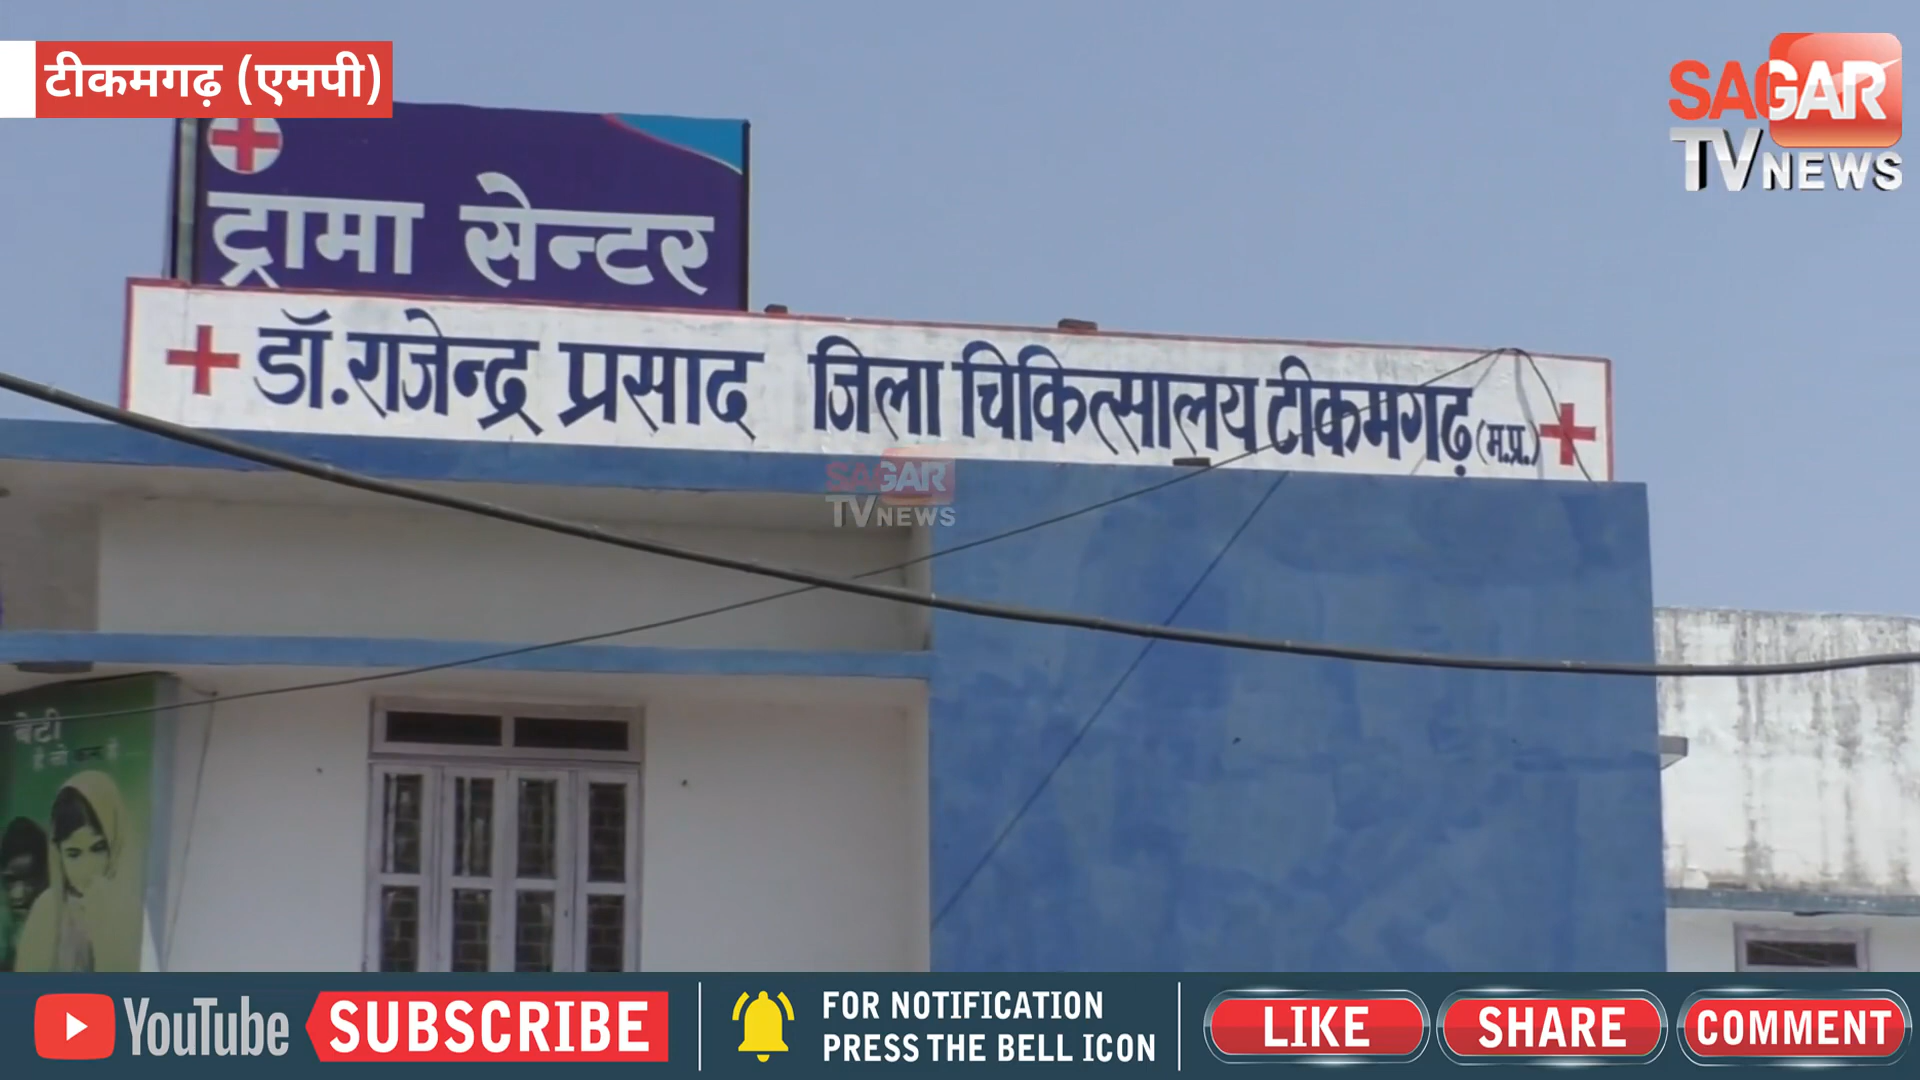 टीकमगढ़ (एमपी)
SAGAR
TV NEWS
ट्रामा सेन्टर
डॉ.राजेन्द्र प्रसाद जिला चिकित्सालय टीकमगढ़ (म.प्र.)
SAGAR
TV NEWS
बेटी
है तो
YouTube SUBSCRIBE
FOR NOTIFICATION
PRESS THE BELL ICON
LIKE SHARE COMMENT